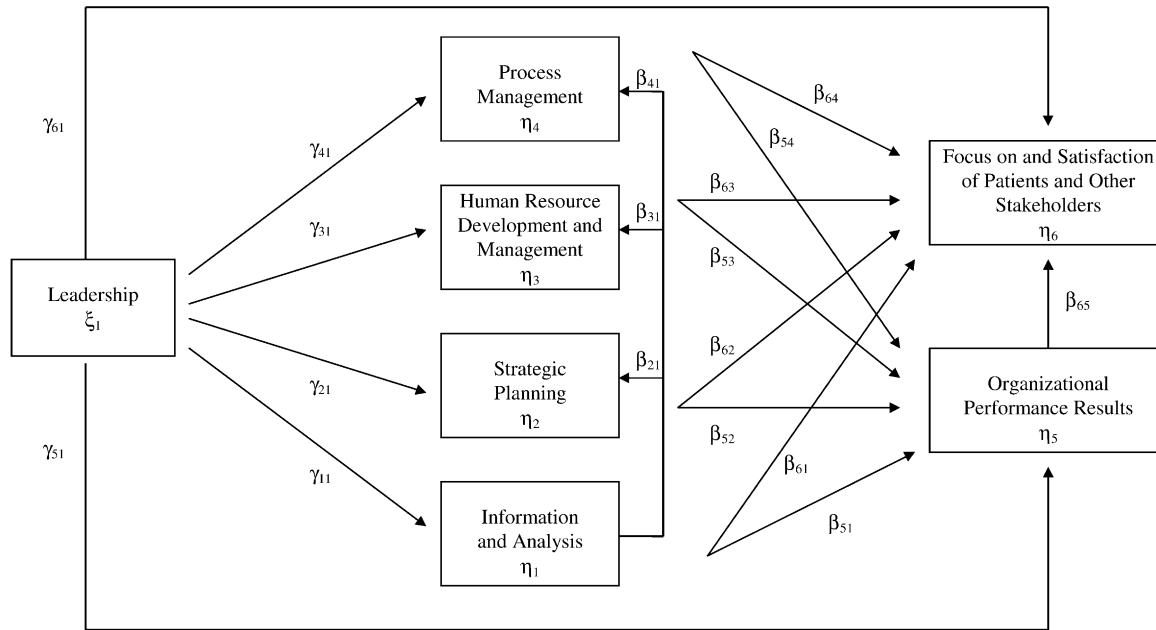 Process
Management
η4
β41
β64
γ61
γ41
β54
Focus on and Satisfaction
of Patients and Other
Stakeholders
η6
Human Resource
Development and
Management
η3
β31
β63
γ31
β53
Leadership
ξ1
β65
Strategic
Planning
η2
β21
β62
γ21
Organizational
Performance Results
η5
γ51
β52
β61
γ11
Information
and Analysis
η1
β51